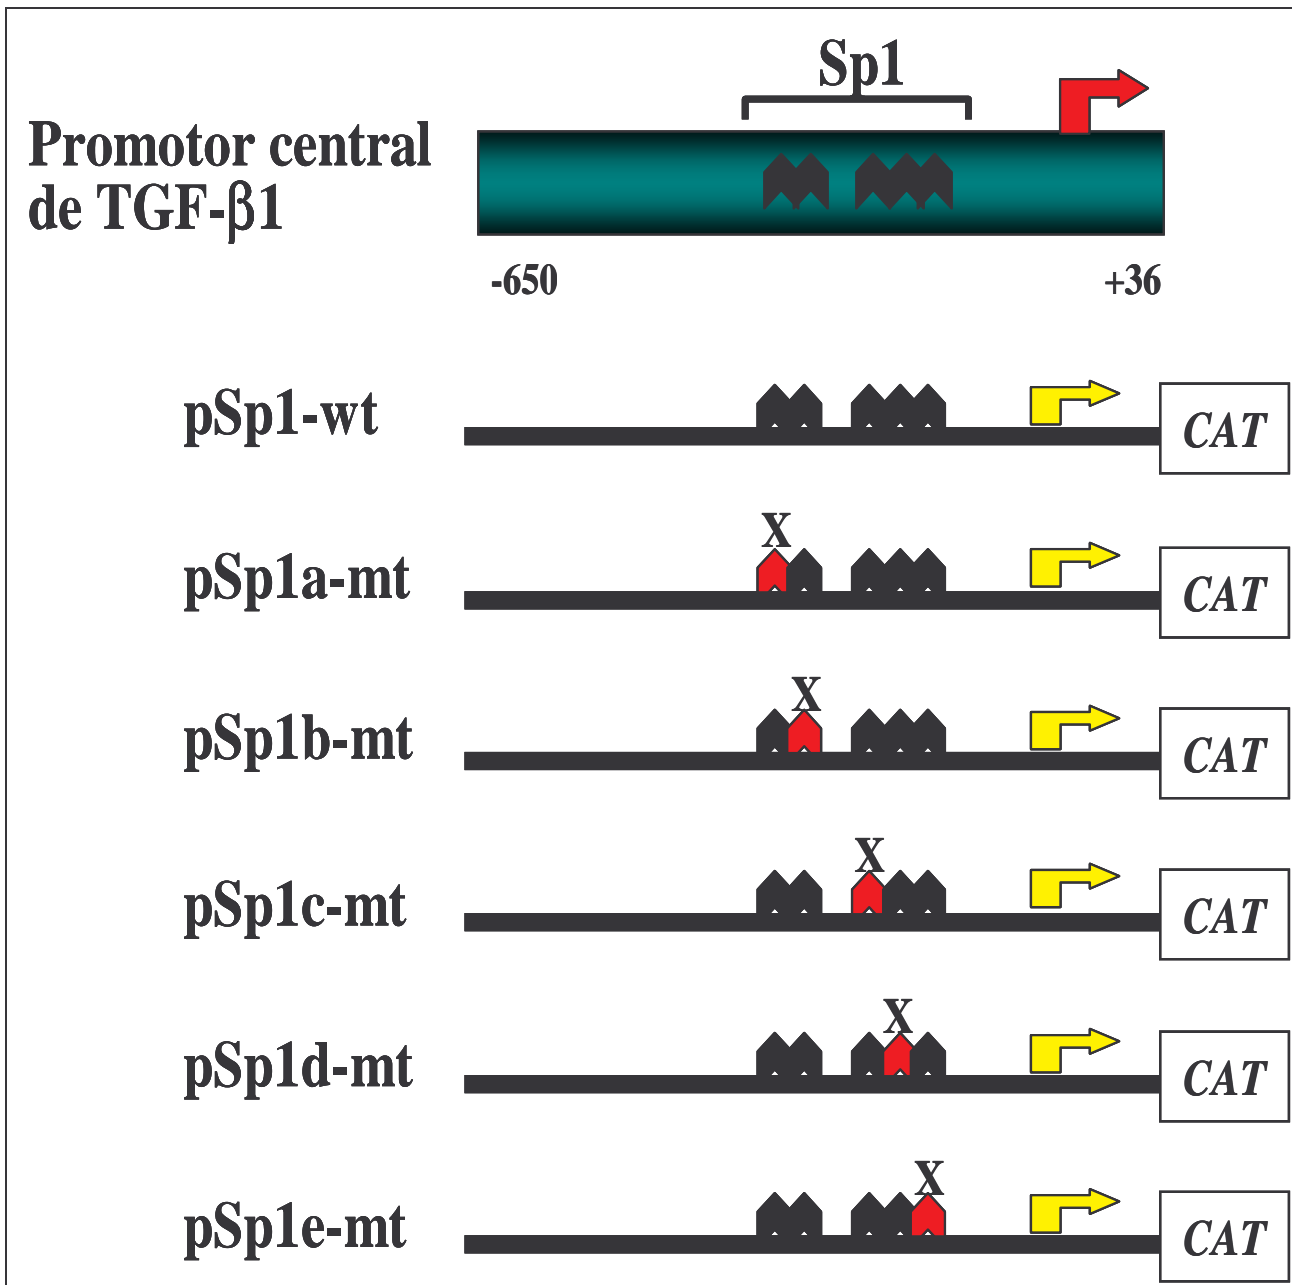 Sp1
Promotor central
de TGF-β1
-650
+36
pSp1-wt
CAT
X
pSp1a-mt
CAT
X
pSp1b-mt
CAT
X
pSp1c-mt
CAT
X
pSp1d-mt
CAT
X
pSp1e-mt
CAT